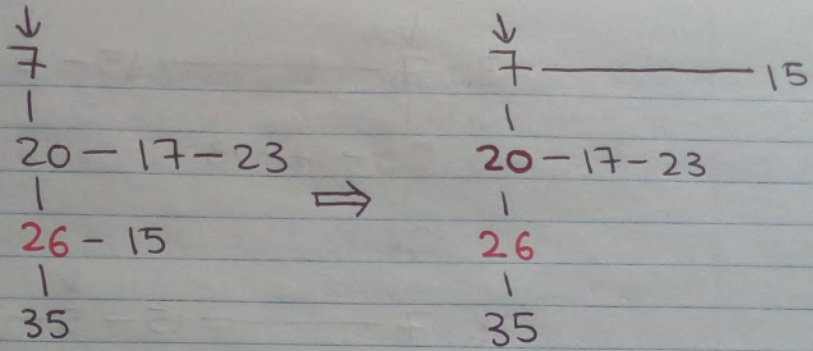 ↓ ↓
7 7 — 15
| |
20 - 17 - 23 20 - 17 - 23
| ⇒ |
26 - 15 26
| |
35 35